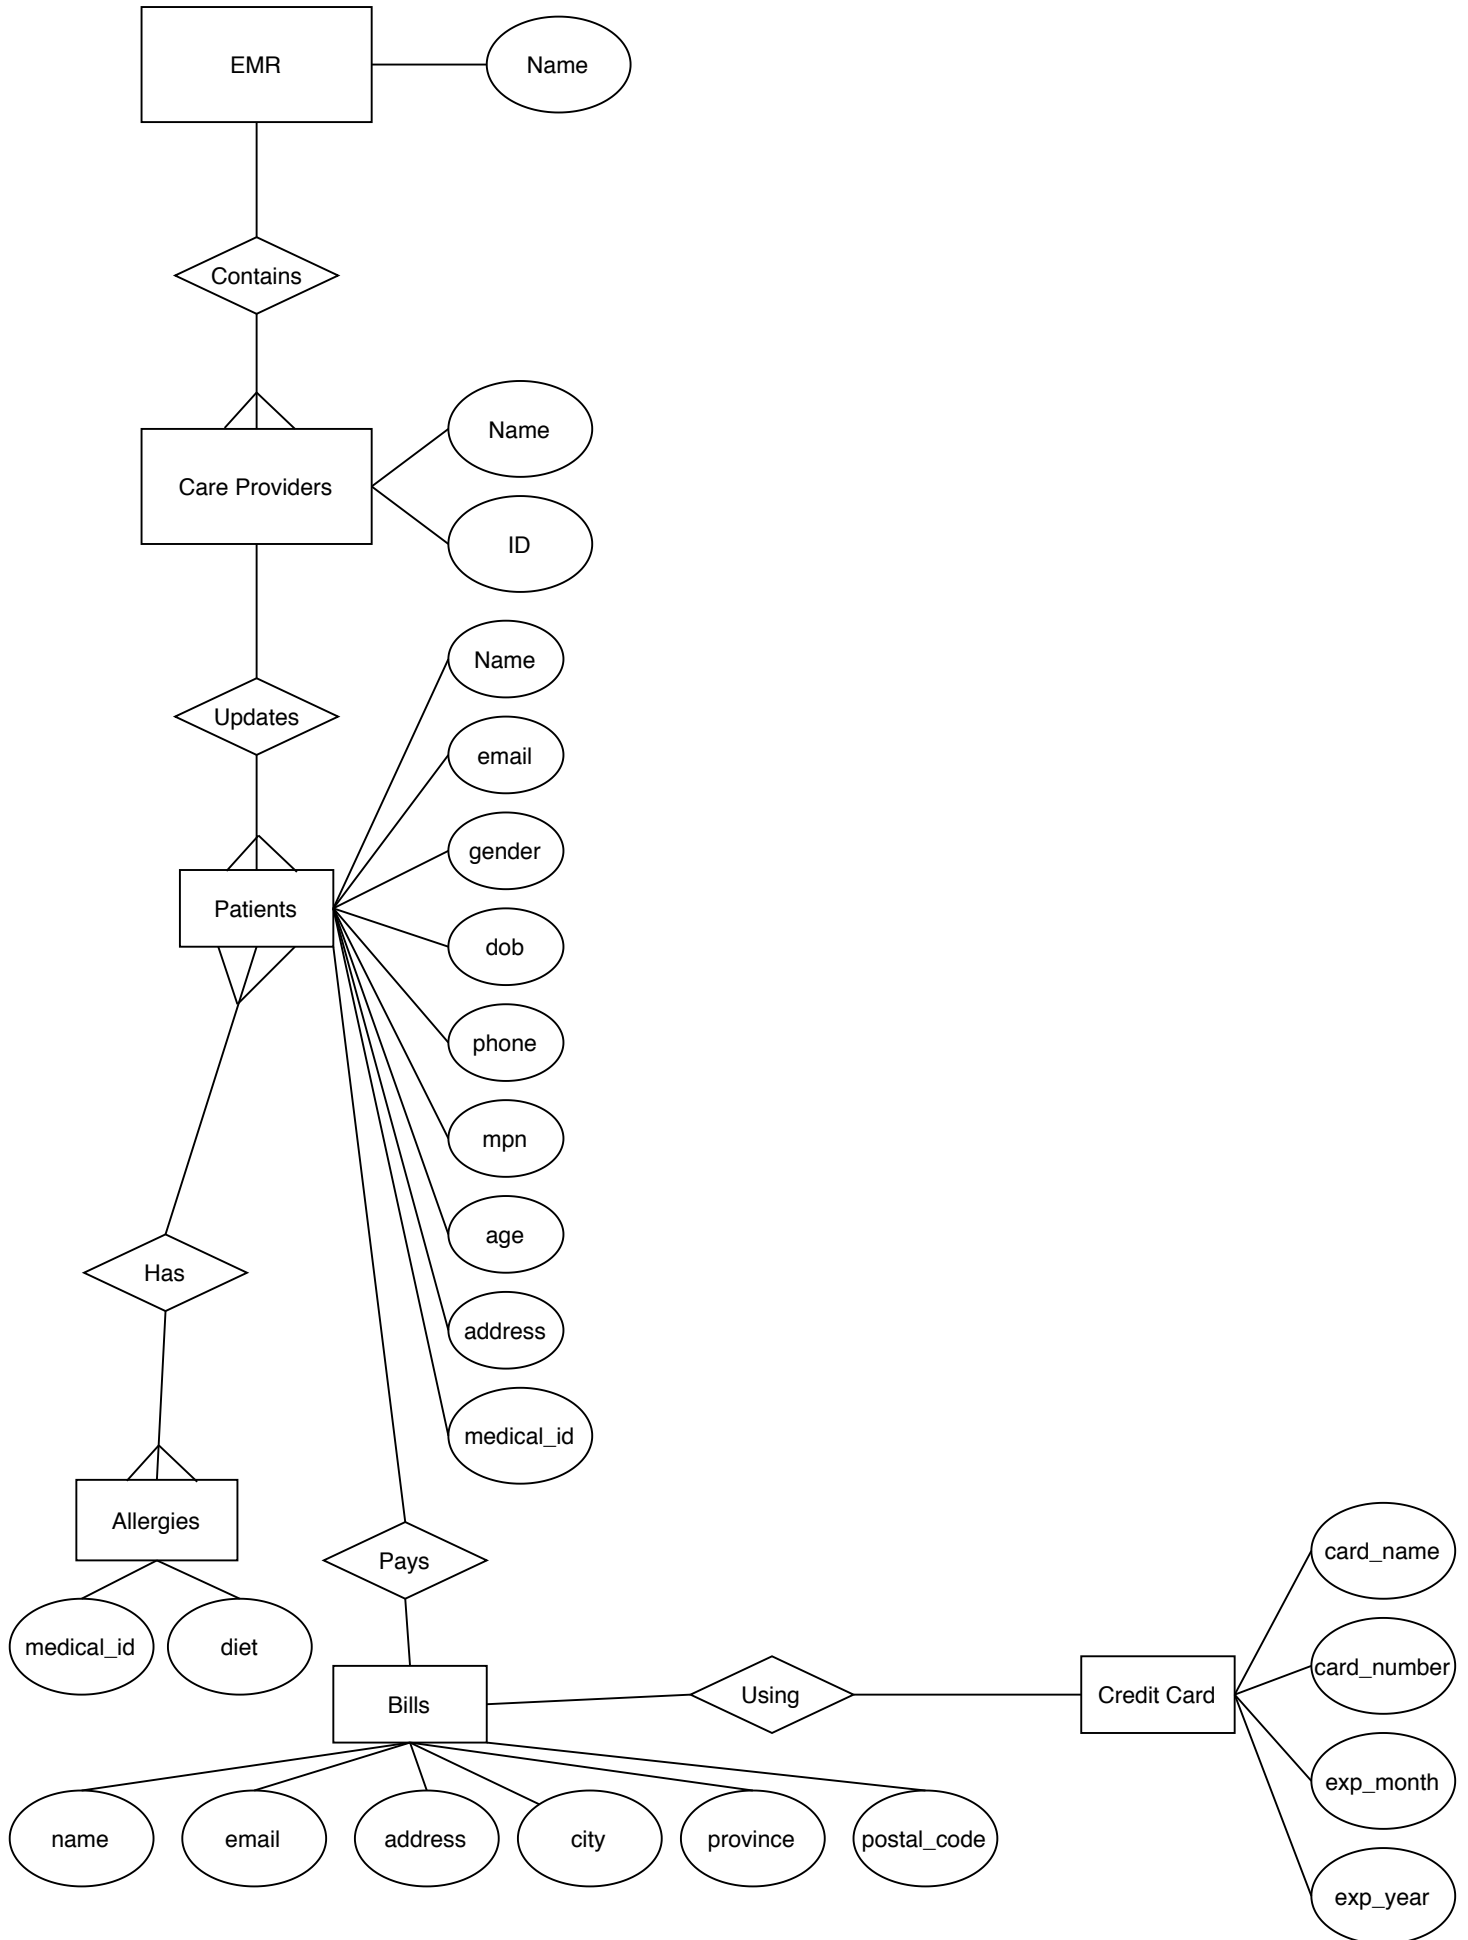 EMR
Name
Contains
Care Providers
Name
ID
Updates
Patients
Name
email
gender
dob
phone
mpn
age
address
medical_id
Has
Allergies
medical_id
diet
Pays
Bills
Using
Credit Card
card_name
card_number
exp_month
exp_year
name
email
address
city
province
postal_code